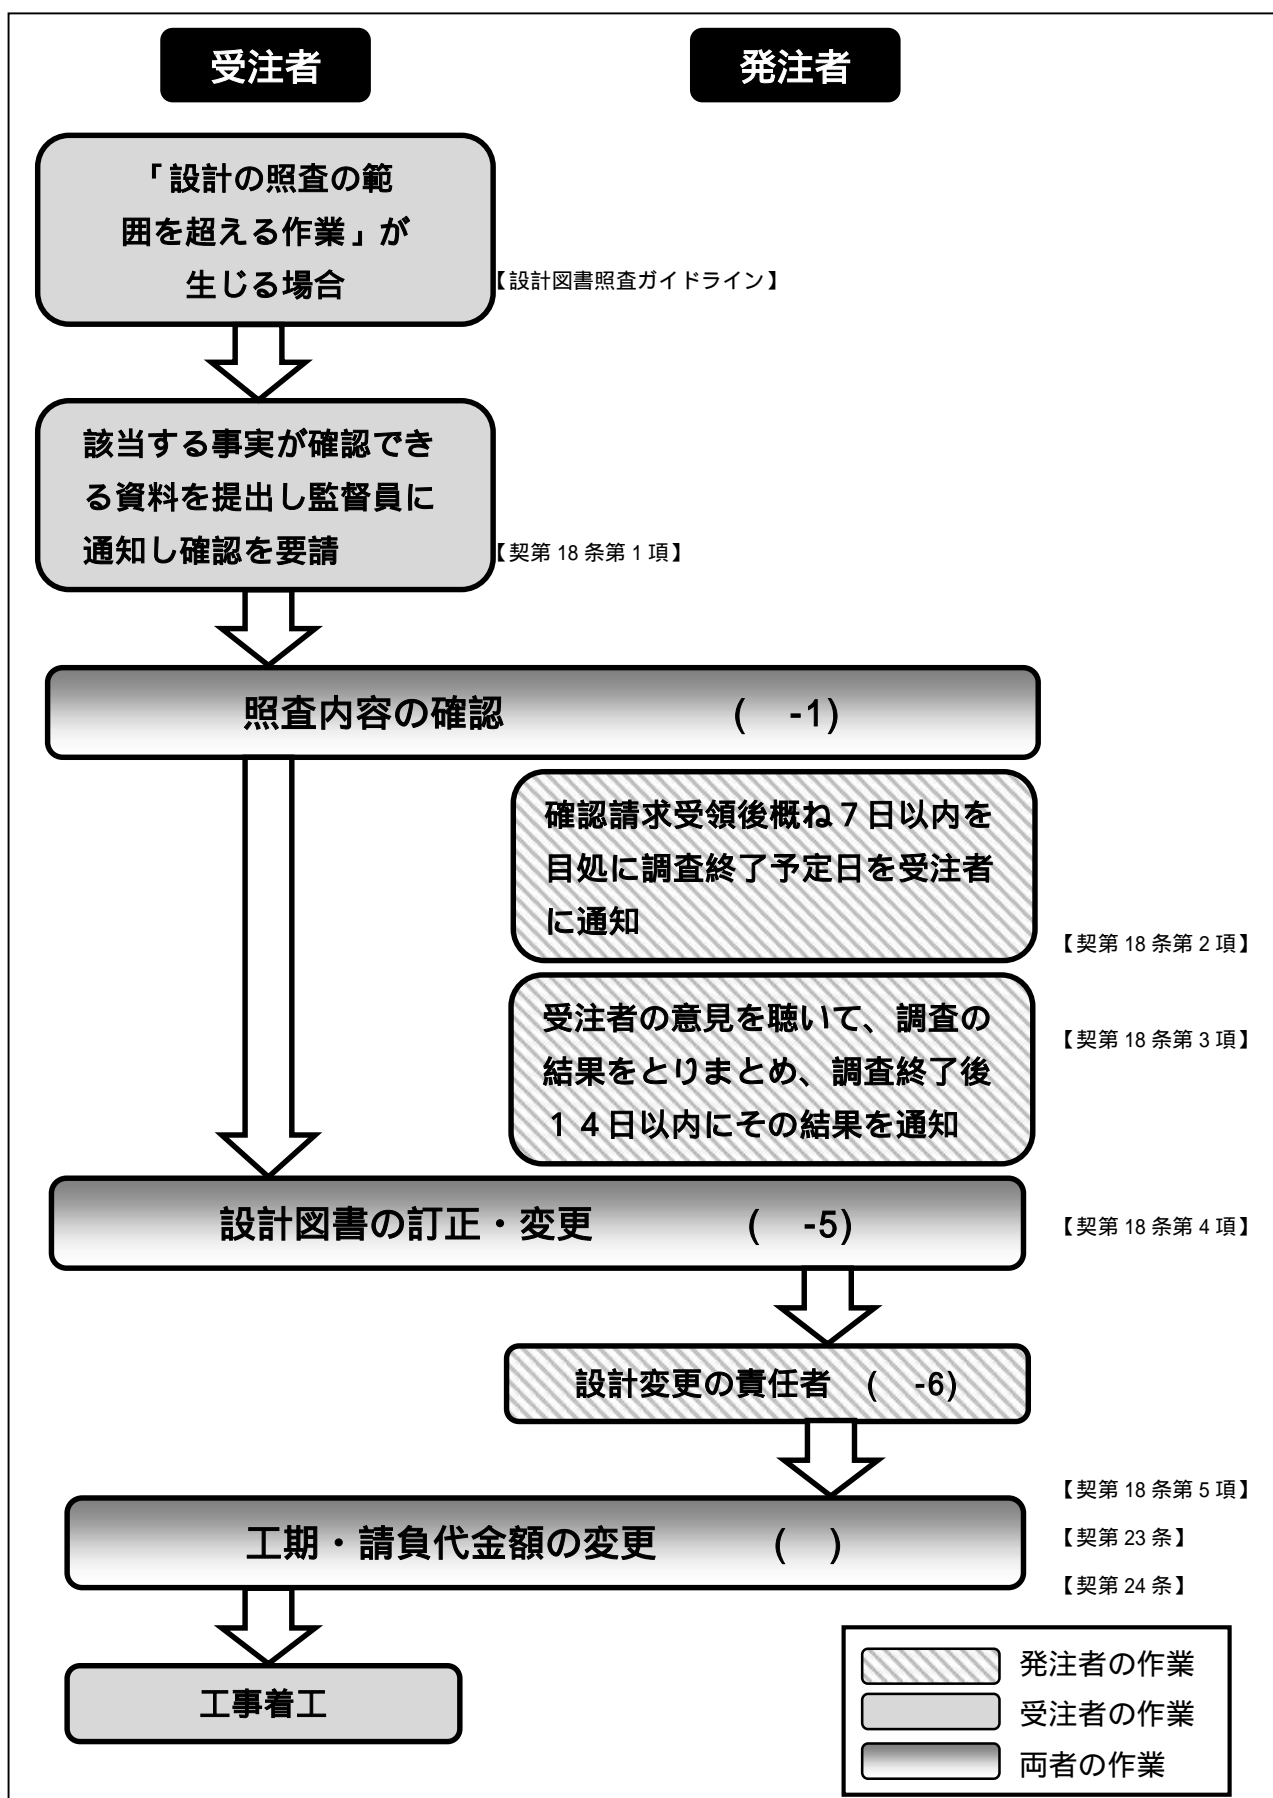 受注者
発注者
「設計の照査の範
囲を超える作業」が
生じる場合
【設計図書照査ガイドライン】
該当する事実が確認でき
る資料を提出し監督員に
通知し確認を要請
【契第18条第1項】
照査内容の確認 ( -1)
確認請求受領後概ね７日以内を
目処に調査終了予定日を受注者
に通知
【契第18条第2項】
受注者の意見を聴いて、調査の
結果をとりまとめ、調査終了後
１４日以内にその結果を通知
【契第18条第3項】
設計図書の訂正・変更 ( -5)
【契第18条第4項】
設計変更の責任者 ( -6)
工期・請負代金額の変更 ( )
【契第18条第5項】
【契第23条】
【契第24条】
工事着工
発注者の作業
受注者の作業
両者の作業